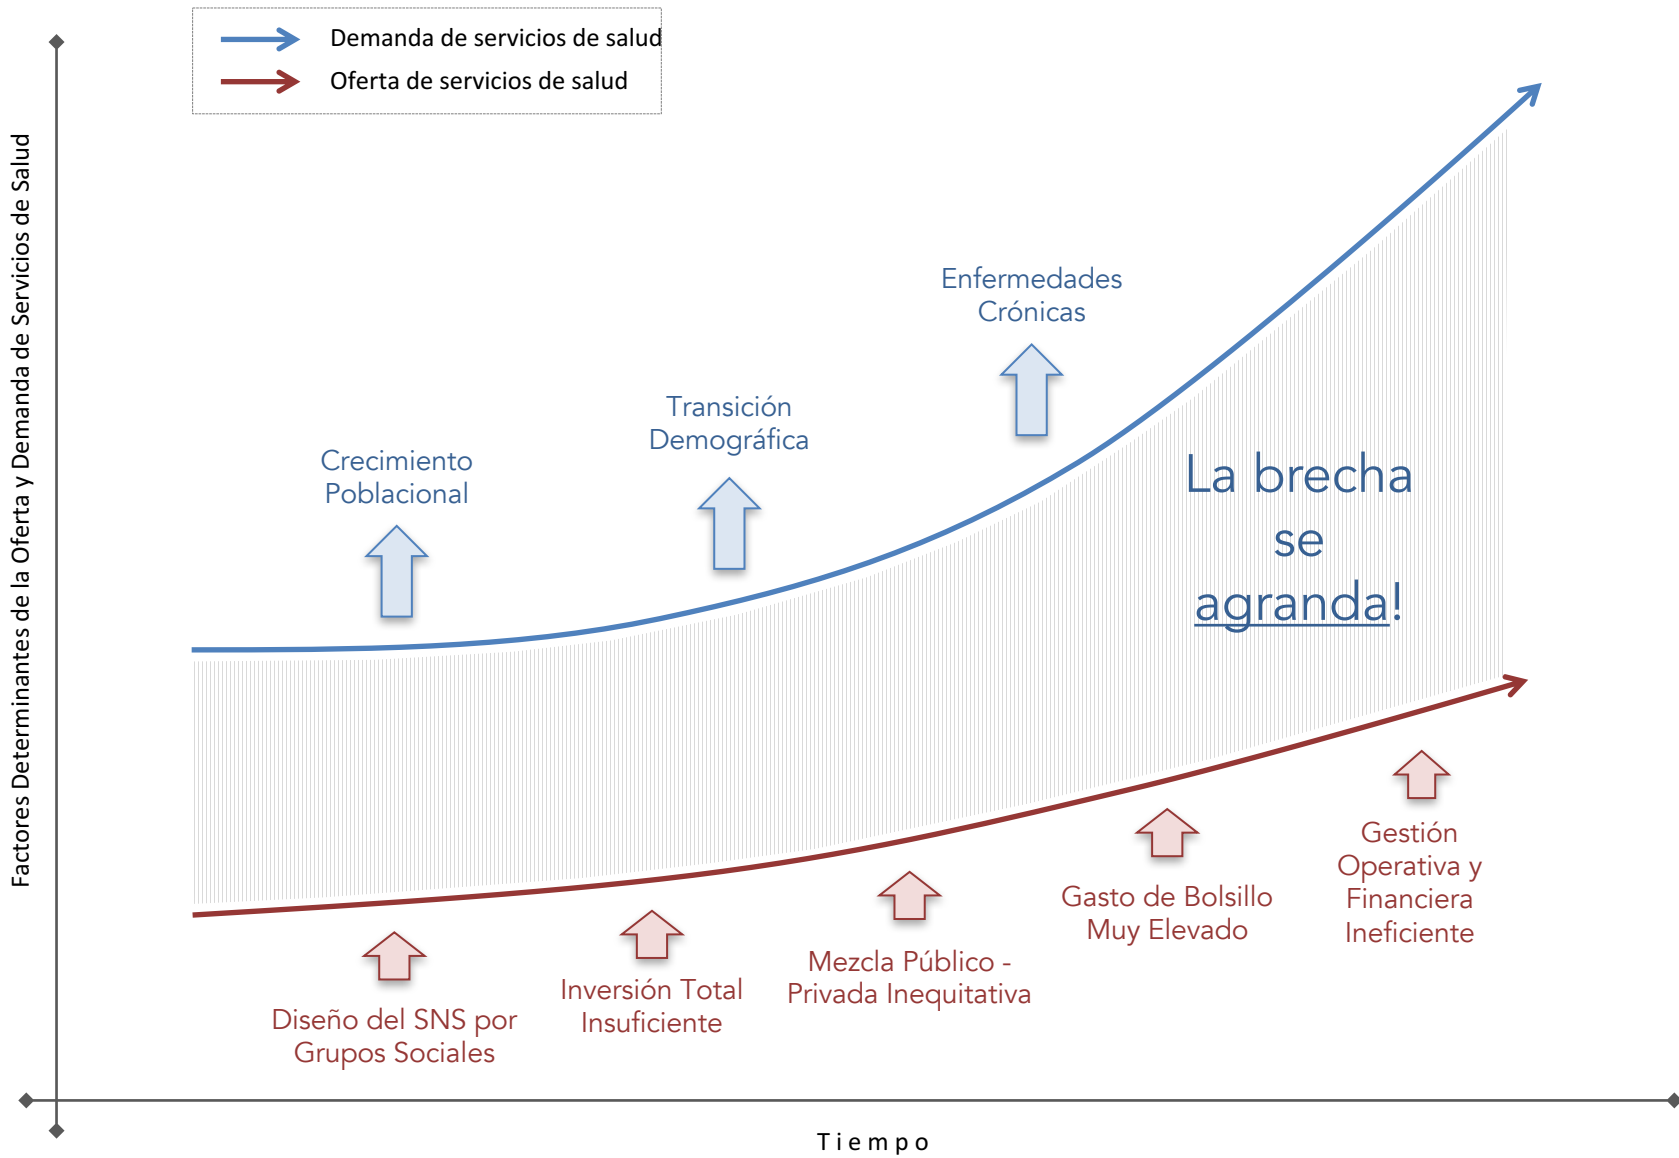 Demanda de servicios de salud
Oferta de servicios de salud
Factores Determinantes de la Oferta y Demanda de Servicios de Salud
Enfermedades
Crónicas
Transición
Demográfica
Crecimiento
Poblacional
La brecha
se
agranda!
Gestión
Operativa y
Financiera
Ineficiente
Gasto de Bolsillo
Muy Elevado
Mezcla Público -
Privada Inequitativa
Inversión Total
Insuficiente
Diseño del SNS por
Grupos Sociales
Tiempo